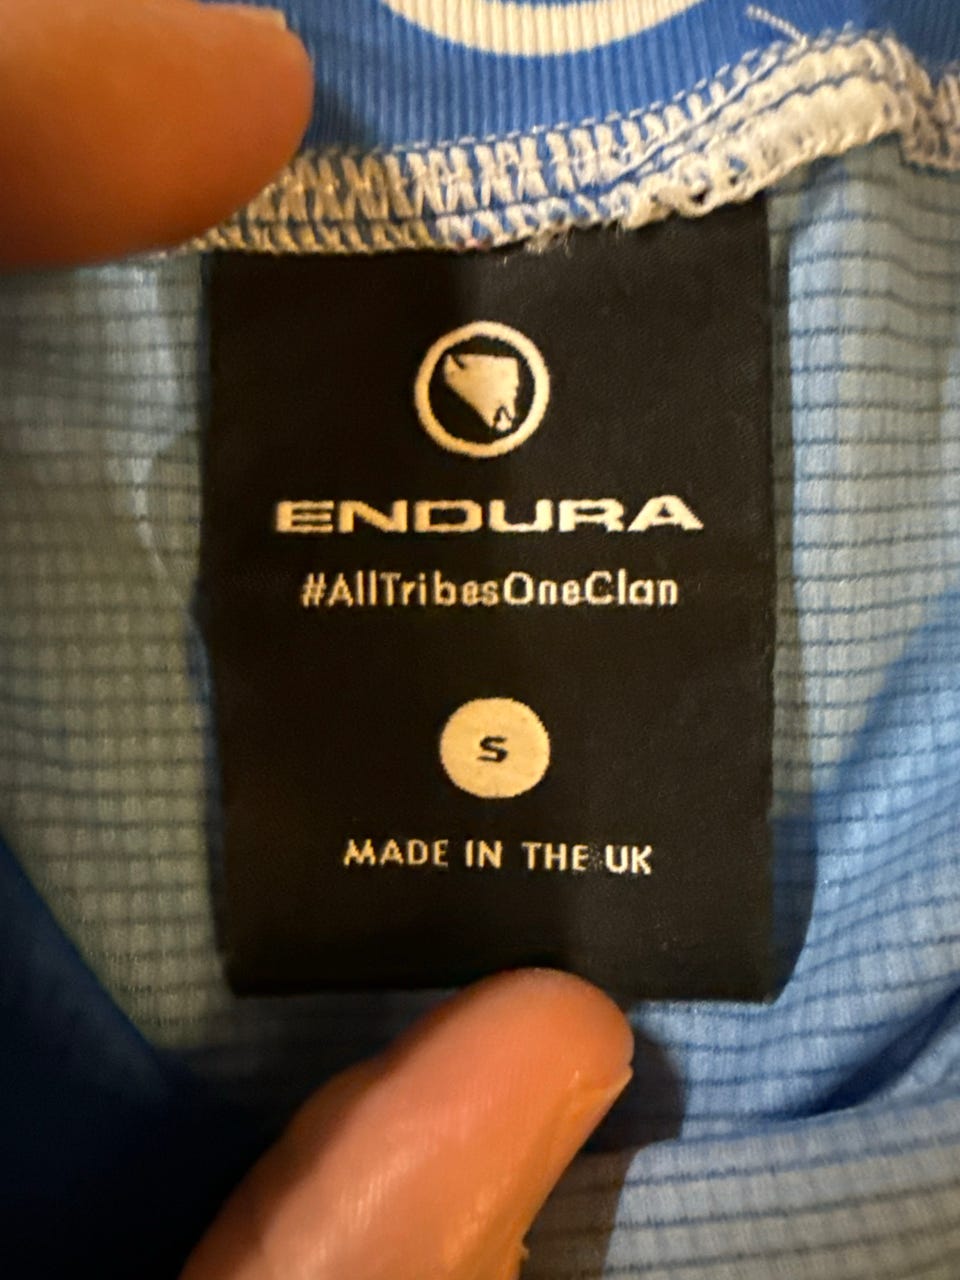 ENDURA
#AllTribesOneClan
S
MADE IN THE UK